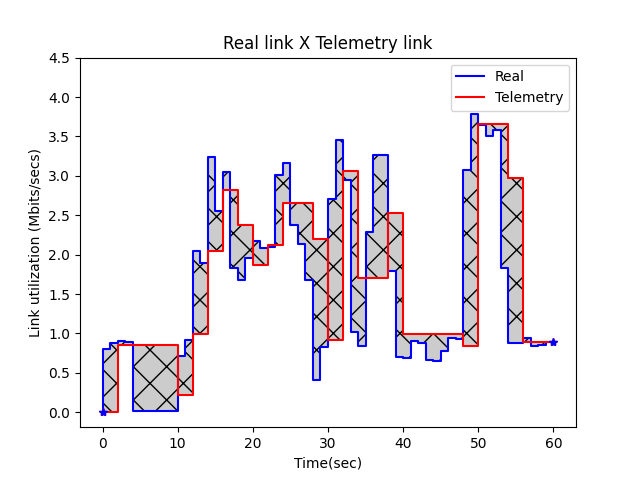 Real link X Telemetry link
Real
Telemetry
Link utilization (Mbits/secs)
4.5
4.0
3.5
3.0
2.5
2.0
1.5
1.0
0.5
0.0
0 10 20 30 40 50 60
Time(sec)